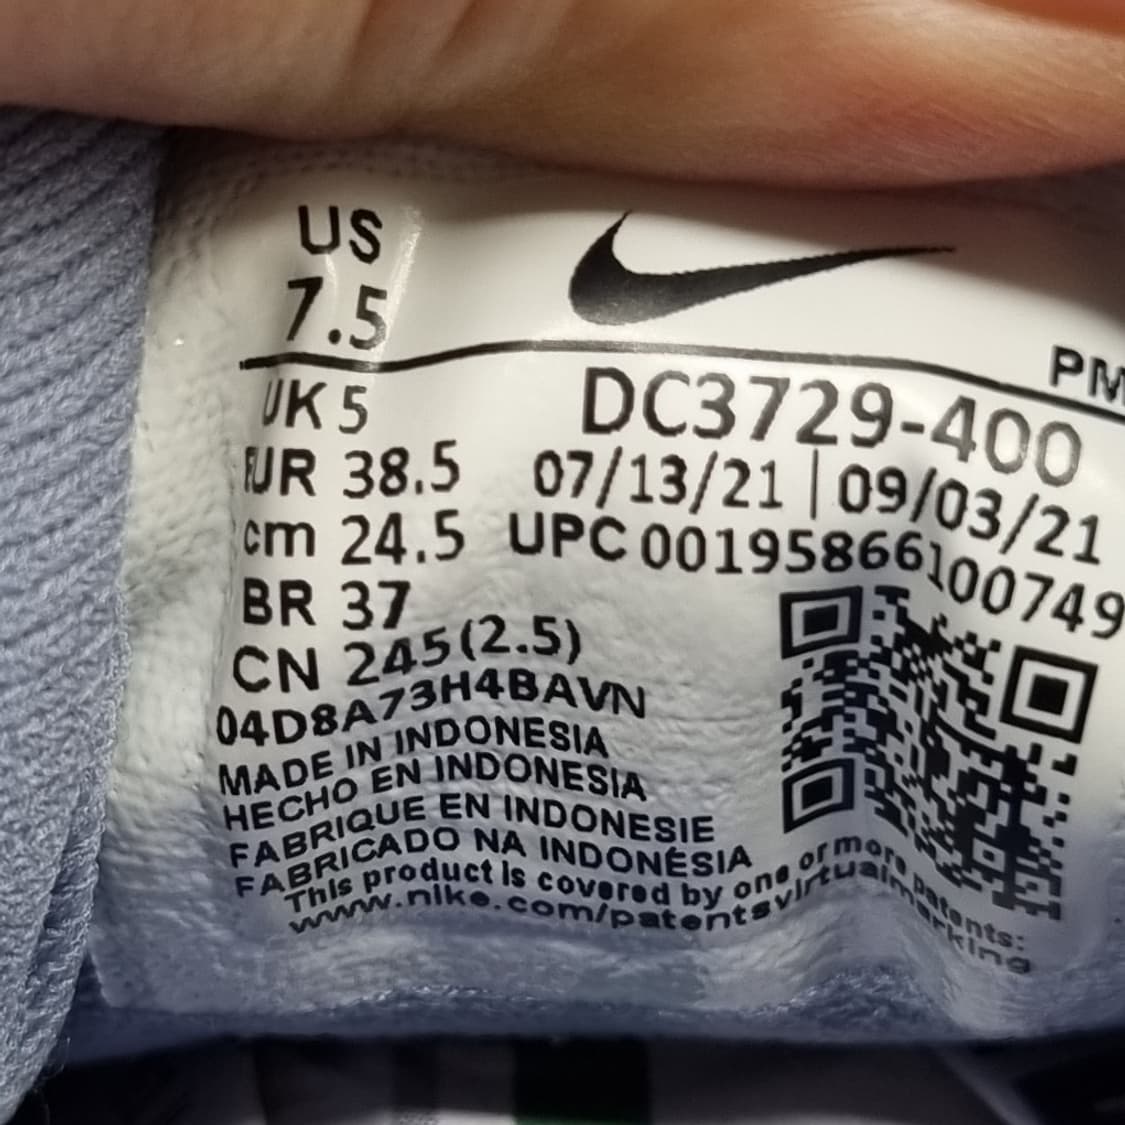 US
7.5
PM
UK 5
DC3729-400
EUR 38.5
07/13/21 | 09/03/21
cm 24.5
UPC 00195866100749
BR 37
CN 245(2.5)
04D8A73H4BAVN
MADE IN INDONESIA
HECHO EN INDONESIA
FABRIQUE EN INDONESIE
FABRICADO NA INDONÉSIA
This product is covered by one or more patents:
www.nike.com/patentsvirtualmarking